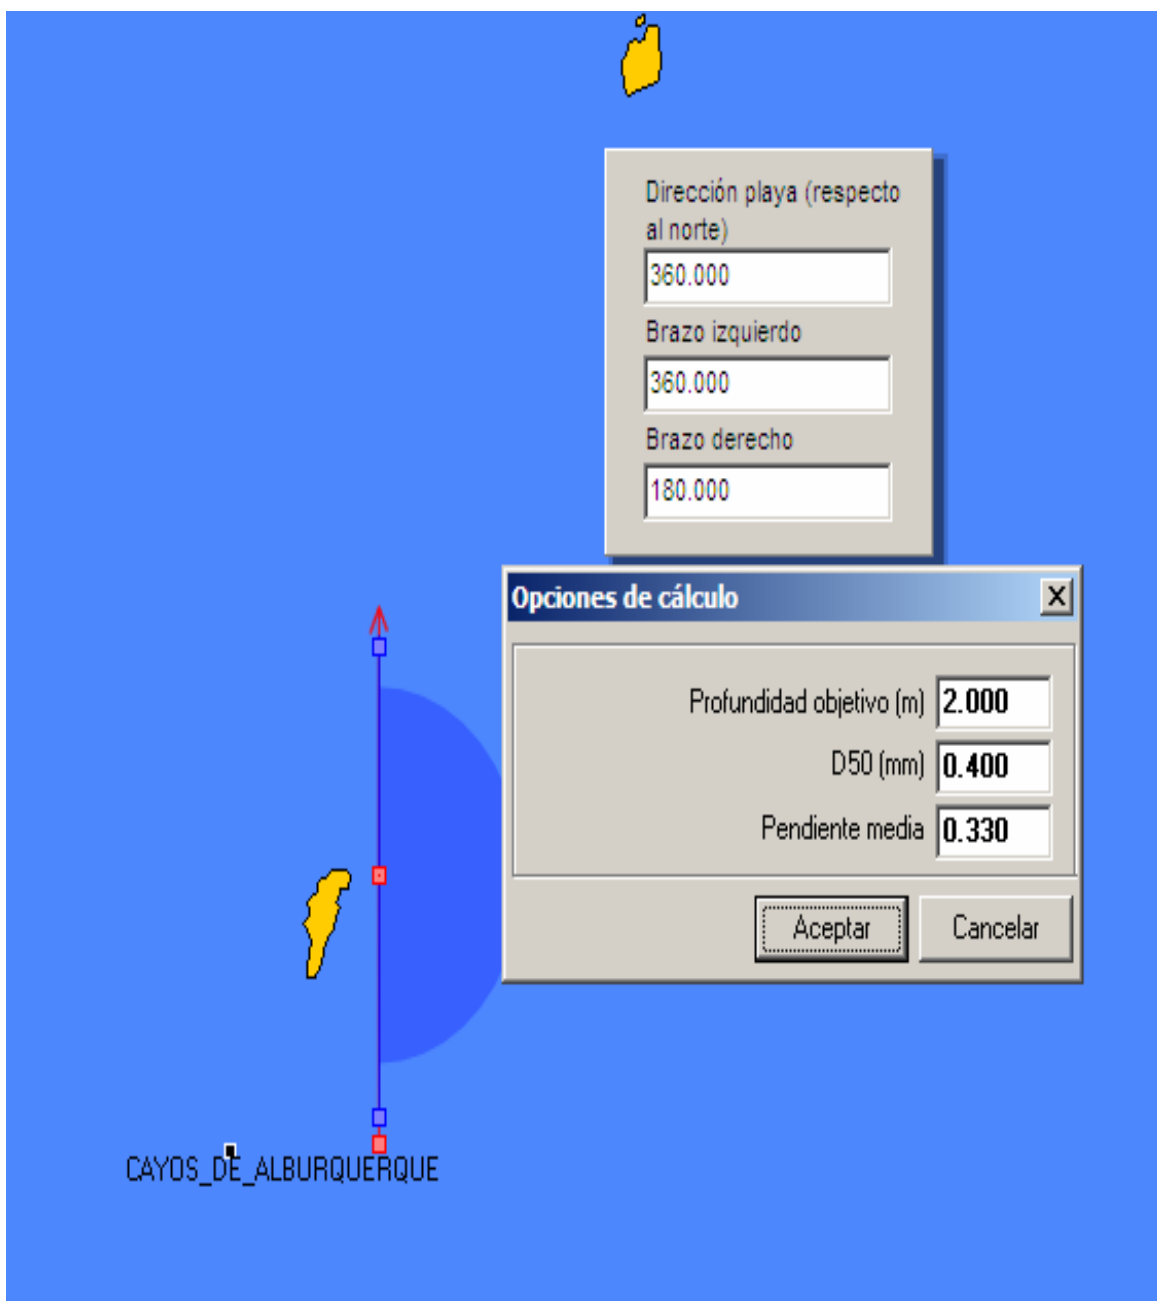 Dirección playa (respecto
al norte)
360.000
Brazo izquierdo
360.000
Brazo derecho
180.000
Opciones de cálculo
Profundidad objetivo (m) 2.000
D50 (mm) 0.400
Pendiente media 0.330
Aceptar Cancelar
CAYOS_DE_ALBURQUERQUE